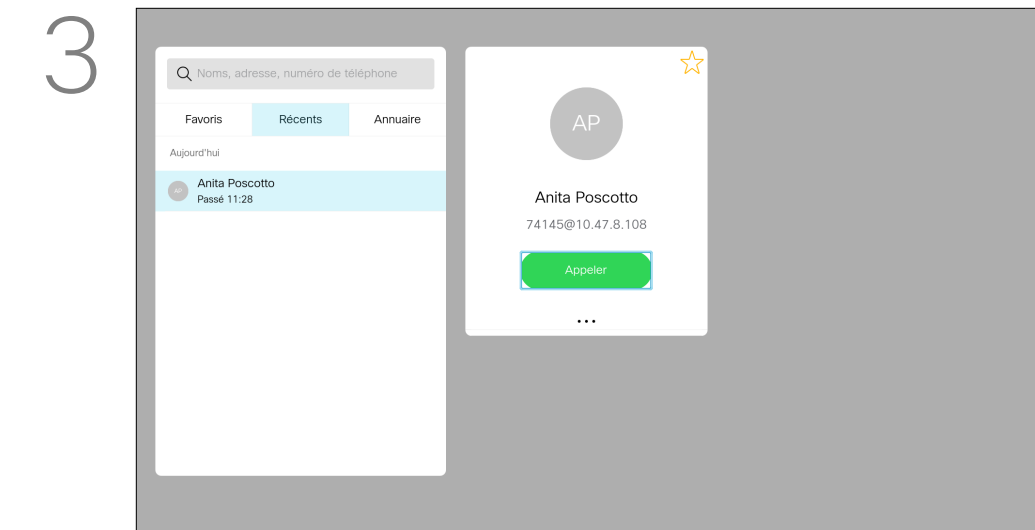 3
Noms, adresse, numéro de téléphone
Favoris Récents Annuaire
Aujourd'hui
AP
Anita Poscotto
Passé 11:28
AP
Anita Poscotto
74145@10.47.8.108
Appeler
...